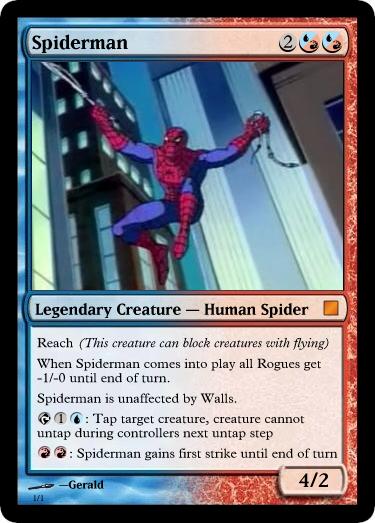 Spiderman 2
Legendary Creature — Human Spider
Reach (This creature can block creatures with flying)
When Spiderman comes into play all Rogues get
-1/-0 until end of turn.
Spiderman is unaffected by Walls.
1 : Tap target creature, creature cannot
untap during controllers next untap step
: Spiderman gains first strike until end of turn
4/2
—Gerald
1/1